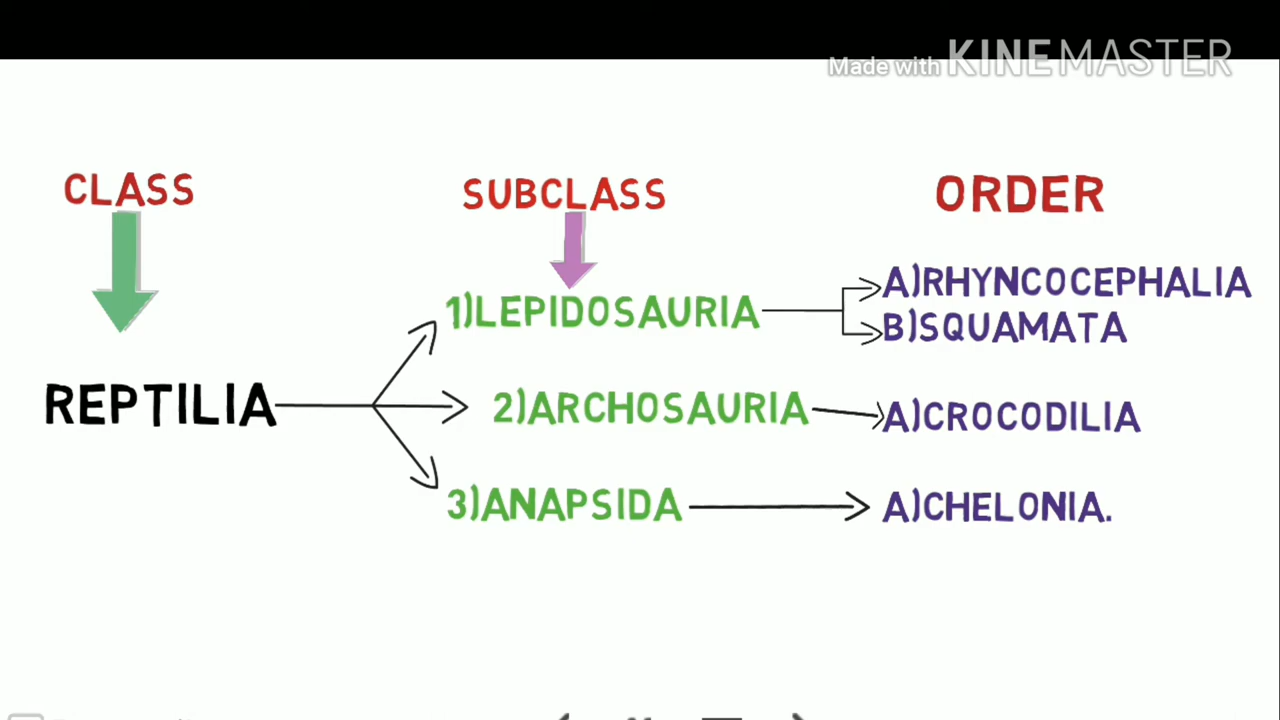 Made with KINEMASTER
CLASS
SUBCLASS
ORDER
REPTILIA
1)LEPIDOSAURIA
A)RHYNCOCEPHALIA
B)SQUAMATA
2)ARCHOSAURIA
A)CROCODILIA
3)ANAPSIDA
A)CHELONIA.